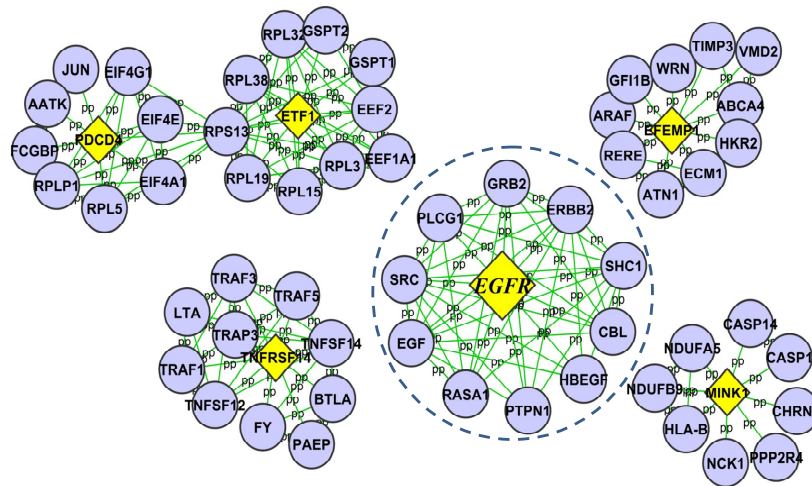 JUN
EIF4G1
AATK
EIF4E
FCGBP
PDCD4
RPLP1
RPL5
EIF4A1
RPS13
RPL32
GSPT2
GSPT1
RPL38
ETF1
EEF2
RPL19
RPL15
RPL3
EEF1A1
TIMP3
VMD2
WRN
GFI1B
ARAF
EFEMP1
ABCA4
HKR2
RERE
ECM1
ATN1
GRB2
ERBB2
PLCG1
SHC1
SRC
EGFR
EGF
CBL
RASA1
HBEGF
PTPN1
TRAF3
TRAF5
LTA
TRAP3
TNFSF14
TNFRSF14
TRAF1
TNFSF12
BTLA
FY
PAEP
CASP14
NDUFA5
CASP1
NDUFB9
MINK1
CHRN
HLA-B
PPP2R4
NCK1
pp